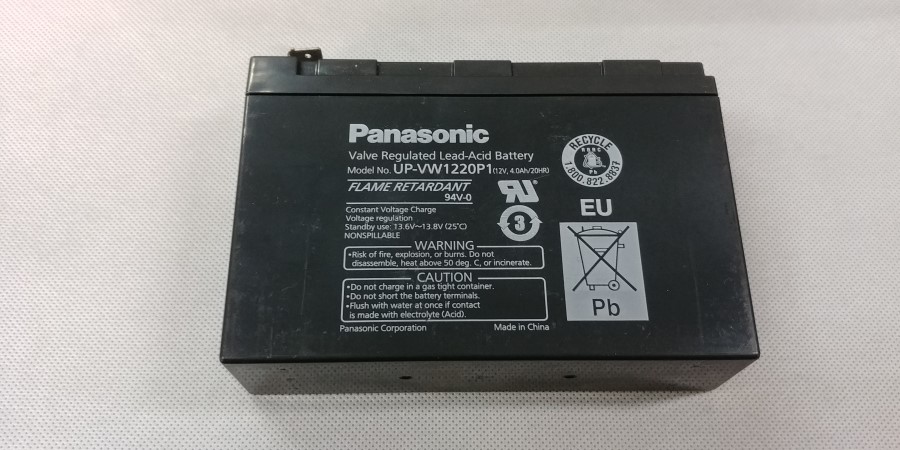 Panasonic
Valve Regulated Lead-Acid Battery
Model No. UP-VW1220P1(12V, 4.0Ah/20HR)
FLAME RETARDANT
94V-0
Constant Voltage Charge
Voltage regulation
Standby use: 13.6V~13.8V (25°C)
NONSPILLABLE
WARNING
•Risk of fire, explosion, or burns. Do not
disassemble, heat above 50 deg. C, or incinerate.
CAUTION
•Do not charge in a gas tight container.
•Do not short the battery terminals.
•Flush with water at once if contact
is made with electrolyte (Acid).
Panasonic Corporation
Made in China
RU
3
RECYCLE
RBRC
Pb
1.800.822.8837
EU
Pb